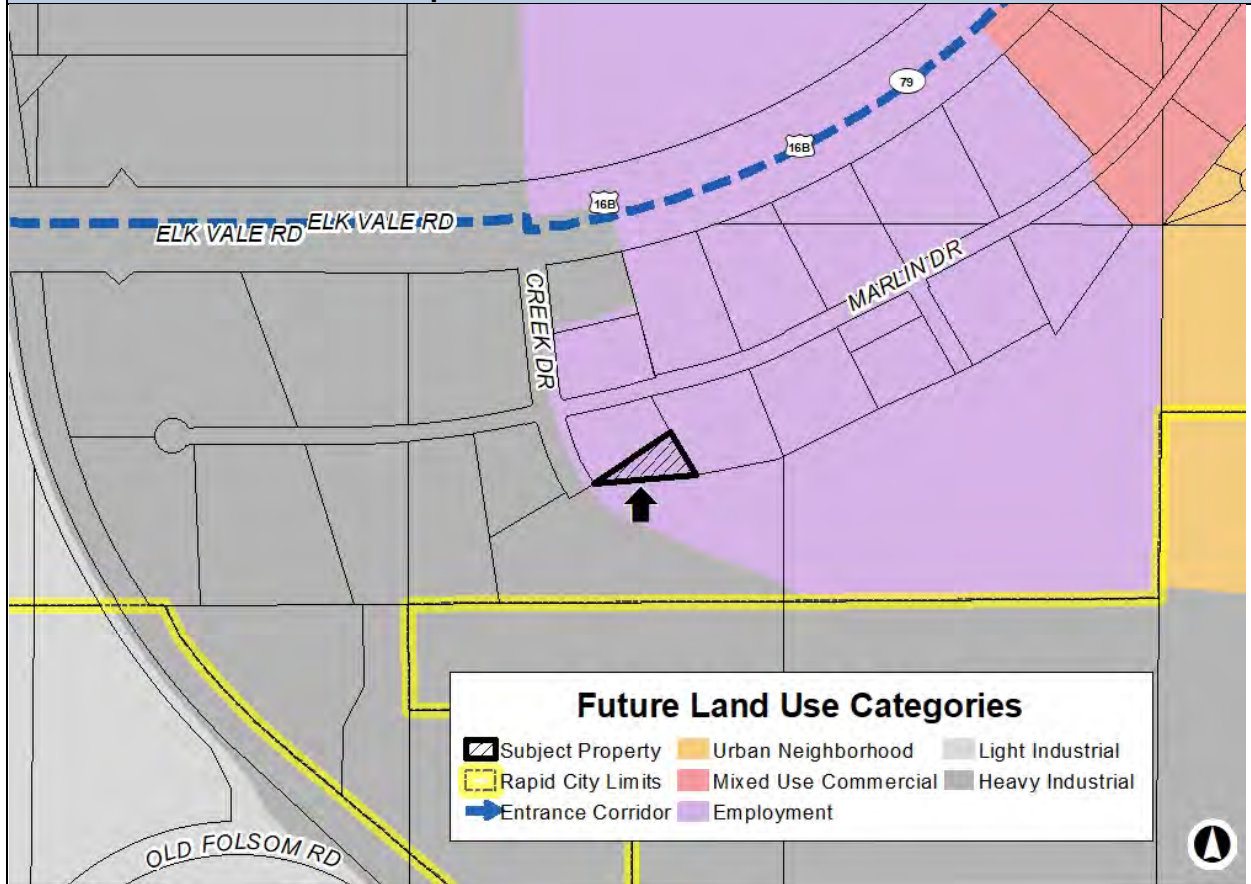 79
16B
16B
ELK VALE RD
ELK VALE RD
CREEK DR
MARLIN DR
Future Land Use Categories
Subject Property
Urban Neighborhood
Light Industrial
Rapid City Limits
Mixed Use Commercial
Heavy Industrial
Entrance Corridor
Employment
OLD FOLSOM RD